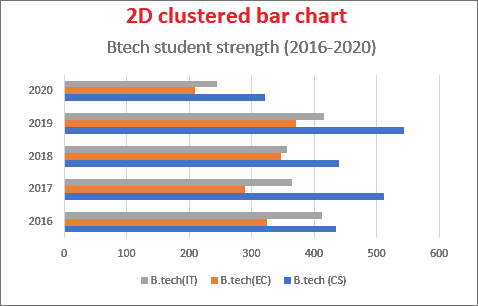 2D clustered bar chart
Btech student strength (2016-2020)
2020
2019
2018
2017
2016
0 100 200 300 400 500 600
B.tech(IT) B.tech(EC) B.tech (CS)